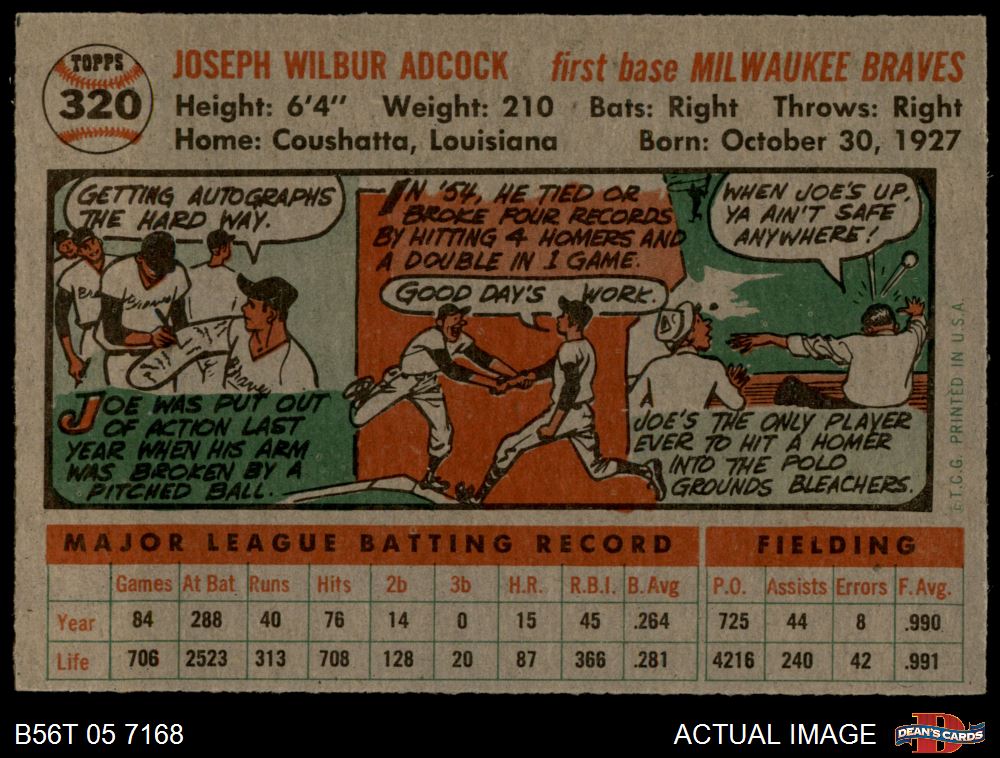 TOPPS
320
JOSEPH WILBUR ADCOCK first base MILWAUKEE BRAVES
Height: 6'4" Weight: 210 Bats: Right Throws: Right
Home: Coushatta, Louisiana Born: October 30, 1927
GETTING AUTOGRAPHS
THE HARD WAY.
Braves
JOE WAS PUT OUT
OF ACTION LAST
YEAR WHEN HIS ARM
WAS BROKEN BY A
PITCHED BALL.
IN '54, HE TIED OR
BROKE FOUR RECORDS
BY HITTING 4 HOMERS AND
A DOUBLE IN 1 GAME.
GOOD DAY'S WORK.
WHEN JOE'S UP,
YA AIN'T SAFE
ANYWHERE!
JOE'S THE ONLY PLAYER
EVER TO HIT A HOMER
INTO THE POLO
GROUNDS BLEACHERS.
©T.C.G. PRINTED IN U.S.A.
MAJOR LEAGUE BATTING RECORD FIELDING
Games At Bat Runs Hits 2b 3b H.R. R.B.I. B. Avg P.O. Assists Errors F. Avg.
Year 84 288 40 76 14 0 15 45 .264 725 44 8 .990
Life 706 2523 313 708 128 20 87 366 .281 4216 240 42 .991
B56T 05 7168 ACTUAL IMAGE DEAN'S CARDS